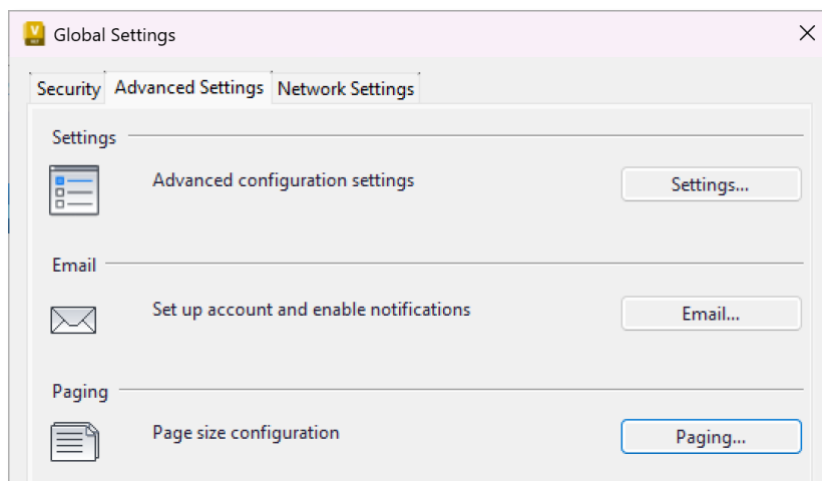 Global Settings
Security Advanced Settings Network Settings
Settings
Advanced configuration settings Settings...
Email
Set up account and enable notifications Email...
Paging
Page size configuration Paging...